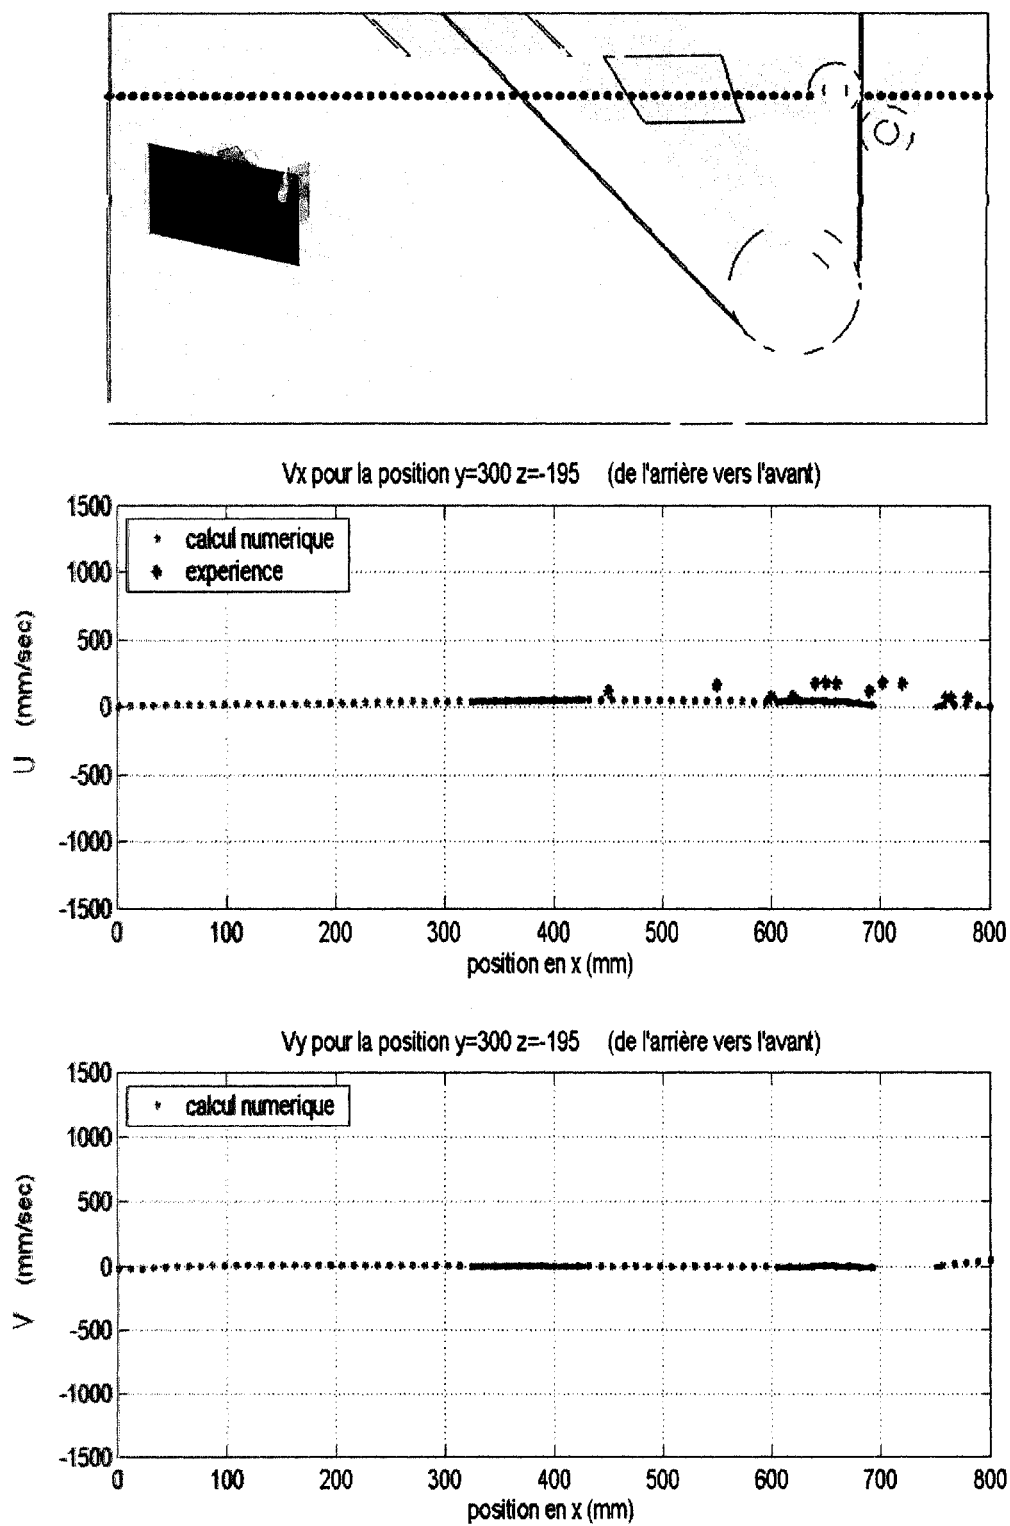 Vx pour la position y=300 z=-195 (de l'arrière vers l'avant)
1500
1000
500
0
-500
-1000
-1500
calcul numerique
experience
U (mm/sec)
0 100 200 300 400 500 600 700 800
position en x (mm)
Vy pour la position y=300 z=-195 (de l'arrière vers l'avant)
1500
1000
500
0
-500
-1000
-1500
calcul numerique
V (mm/sec)
0 100 200 300 400 500 600 700 800
position en x (mm)